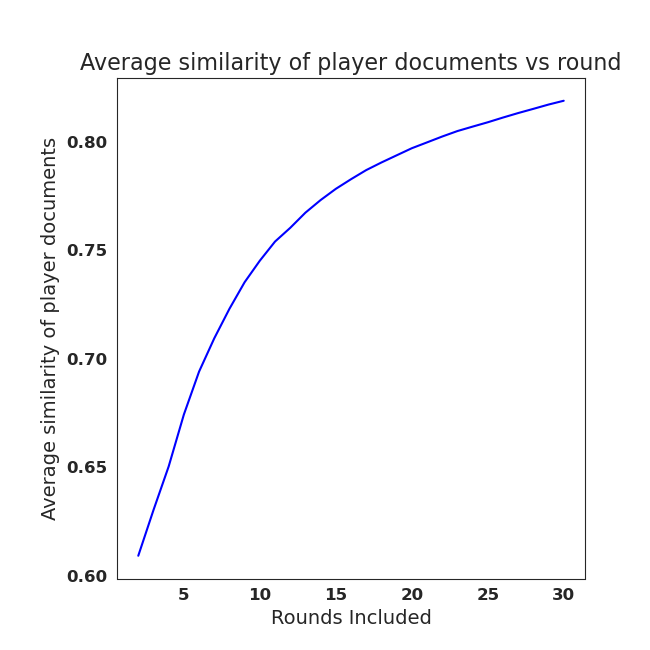 Average similarity of player documents vs round
Average similarity of player documents
0.80
0.75
0.70
0.65
0.60
5 10 15 20 25 30
Rounds Included